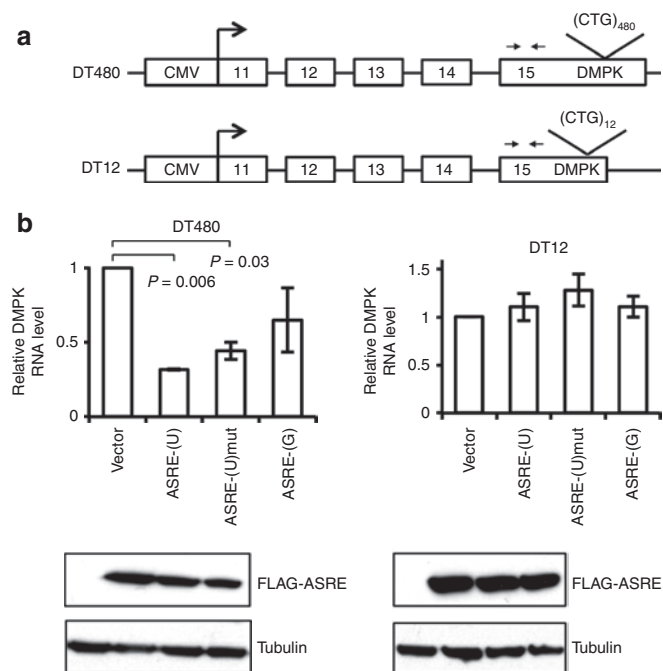 a
(CTG)480
DT480 CMV 11 12 13 14 15 DMPK
(CTG)12
DT12 CMV 11 12 13 14 15 DMPK
b
DT480
P = 0.006
P = 0.03
Relative DMPK
RNA level
1
0.5
0
Vector
ASRE-(U)
ASRE-(U)mut
ASRE-(G)
FLAG-ASRE
Tubulin
DT12
Relative DMPK
RNA level
1.5
1
0.5
0
Vector
ASRE-(U)
ASRE-(U)mut
ASRE-(G)
FLAG-ASRE
Tubulin